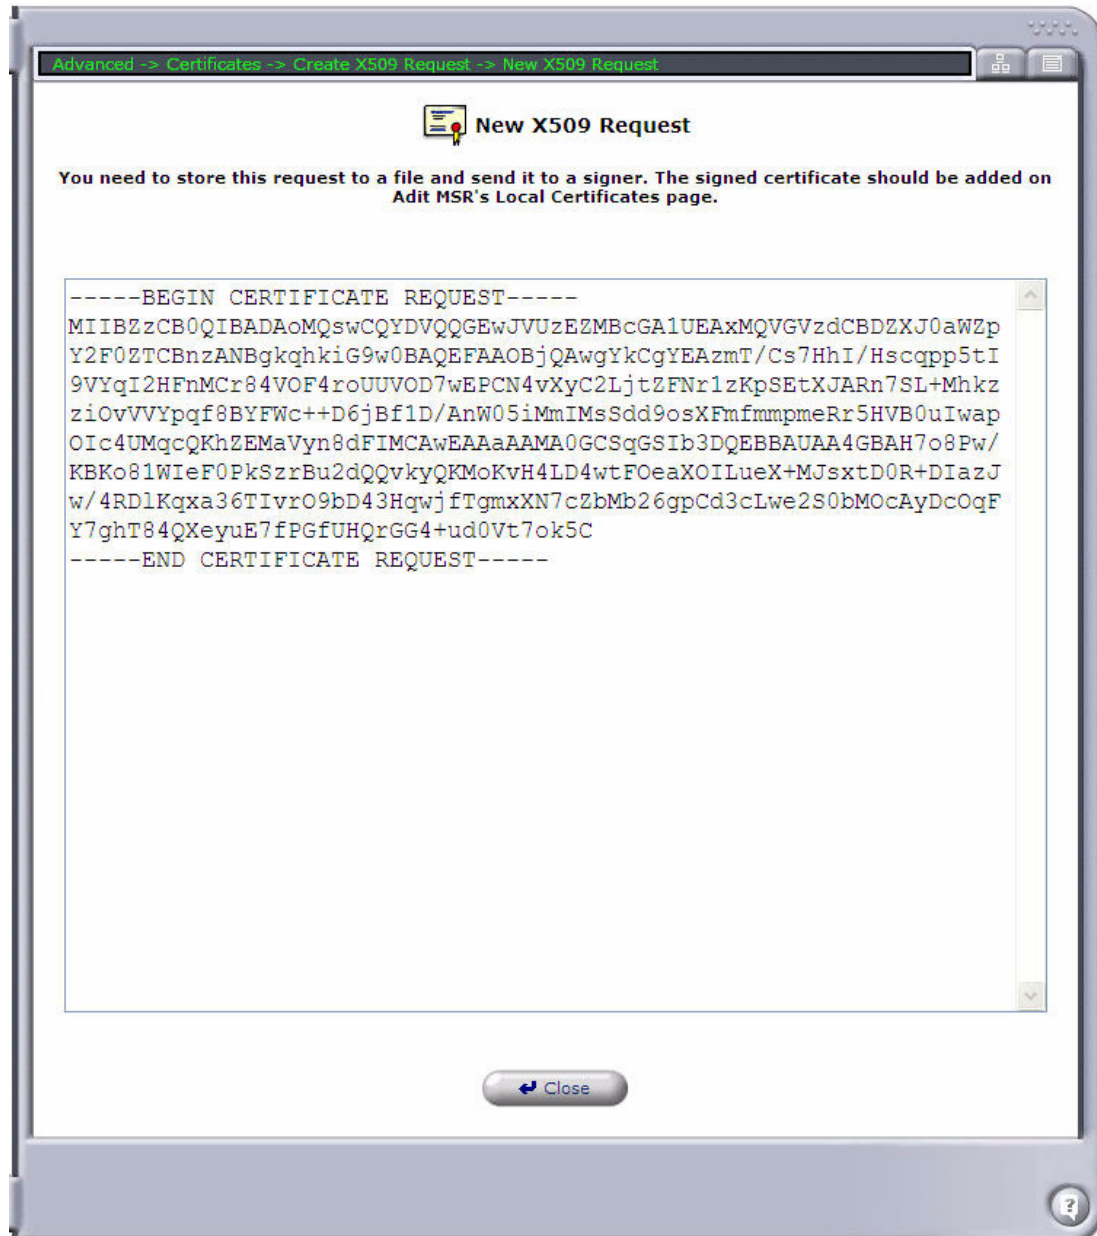 Advanced -> Certificates -> Create X509 Request -> New X509 Request
New X509 Request
You need to store this request to a file and send it to a signer. The signed certificate should be added on
Adit MSR's Local Certificates page.
-----BEGIN CERTIFICATE REQUEST-----
MIIBZzCB0QIBADAoMQswCQYDVQQGEwJVUzEZMBcGA1UEAxMQVGVzdCBDZXJ0aWZp
Y2F0ZTCBnzANBgkqhkiG9w0BAQEFAAOBjQAwgYkCgYEAzmT/Cs7HhI/Hscqpp5tI
9VYqI2HFnMCr84VOF4roUUVOD7wEPCN4vXyC2LjtZFNr1zKpSEtXJARn7SL+Mhkz
ziOvVVYpqf8BYFWc++D6jBf1D/AnW05iMmIMsSdd9osXFmfmmpmeRr5HVB0uIwap
OIc4UMqcQKhZEMaVyn8dFIMCAwEAAaAAMA0GCSqGSIb3DQEBBAUAA4GBAH7o8Pw/
KBKo81WIeF0PkSzrBu2dQQvkyQKMoKvH4LD4wtFOeaXOILueX+MJsxtD0R+DIazJ
w/4RDlKqxa36TIvrO9bD43HqwjfTgmxXN7cZbMb26gpCd3cLwe2S0bMOcAyDcOqF
Y7ghT84QXeyuE7fPGfUHQrGG4+ud0Vt7ok5C
-----END CERTIFICATE REQUEST-----
Close